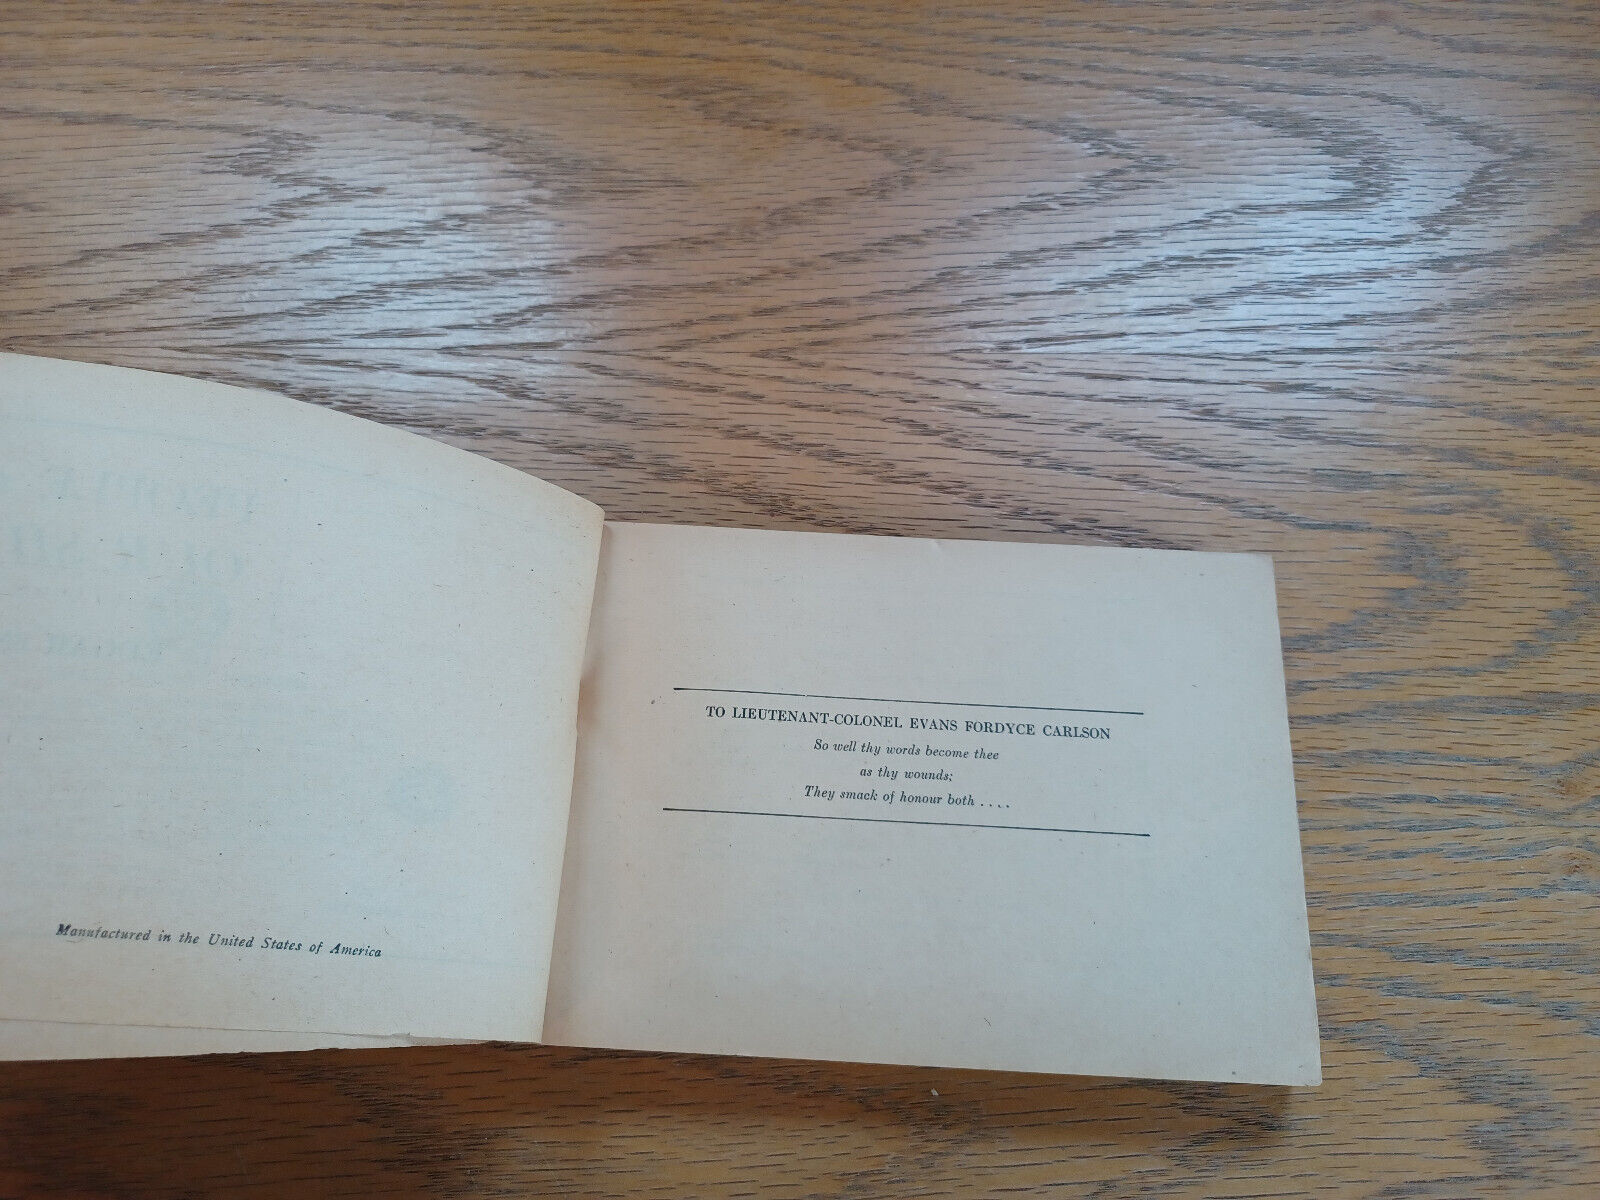 Manufactured in the United States of America
TO LIEUTENANT-COLONEL EVANS FORDYCE CARLSON
So well thy words become thee
as thy wounds;
They smack of honour both . . . .